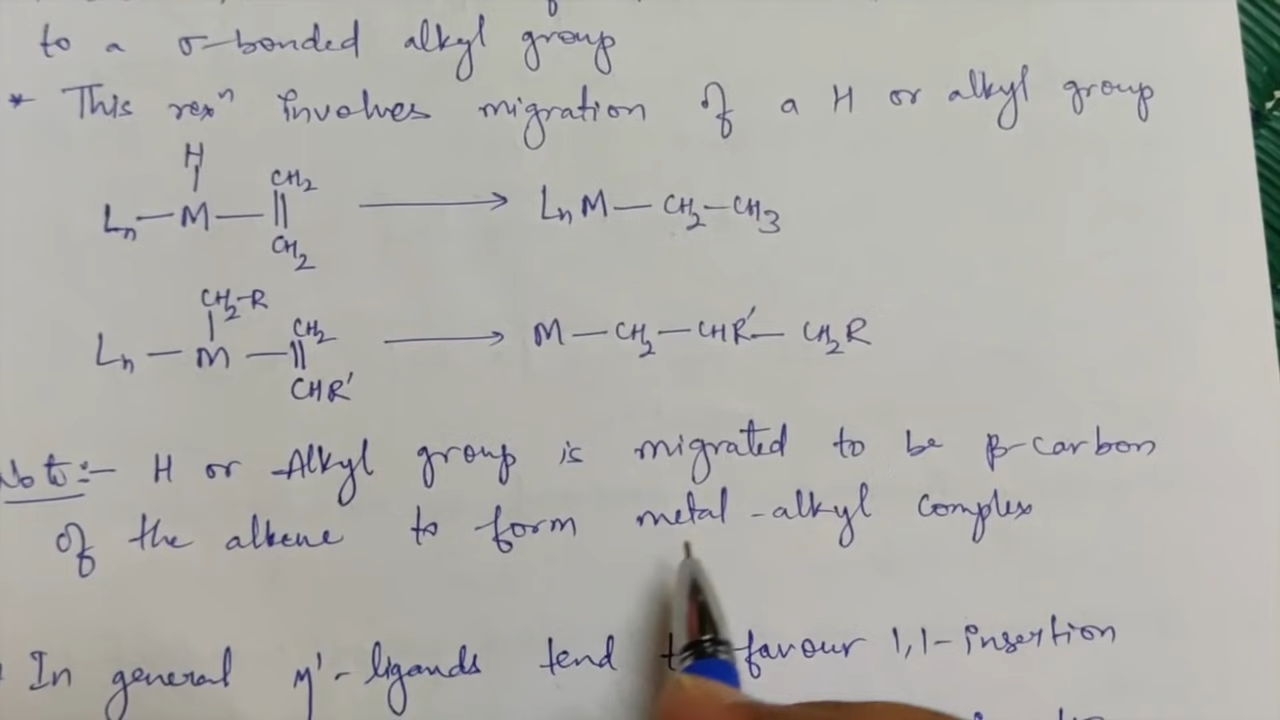 to a σ-bonded alkyl group
* This rexⁿ involves migration of a H or alkyl group
H
CH₂
Lₙ—M—|| ⟶ LₙM—CH₂—CH₃
CH₂
CH₂-R
CH₂
Lₙ—M—|| ⟶ M—CH₂—CHR'—CH₂R
CHR'
Note:- H or Alkyl group is migrated to be β-carbon
of the alkene to form metal-alkyl complex
In general η'-ligands tend favour 1,1-insertion